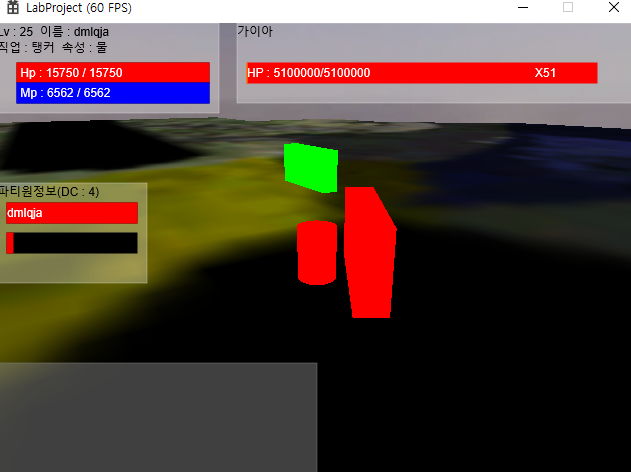 LabProject (60 FPS)
Lv : 25 이름 : dmlqja
직업 : 탱커 속성 : 물
Hp : 15750 / 15750
Mp : 6562 / 6562
가이아
HP : 5100000/5100000 X51
파티원정보(DC : 4)
dmlqja